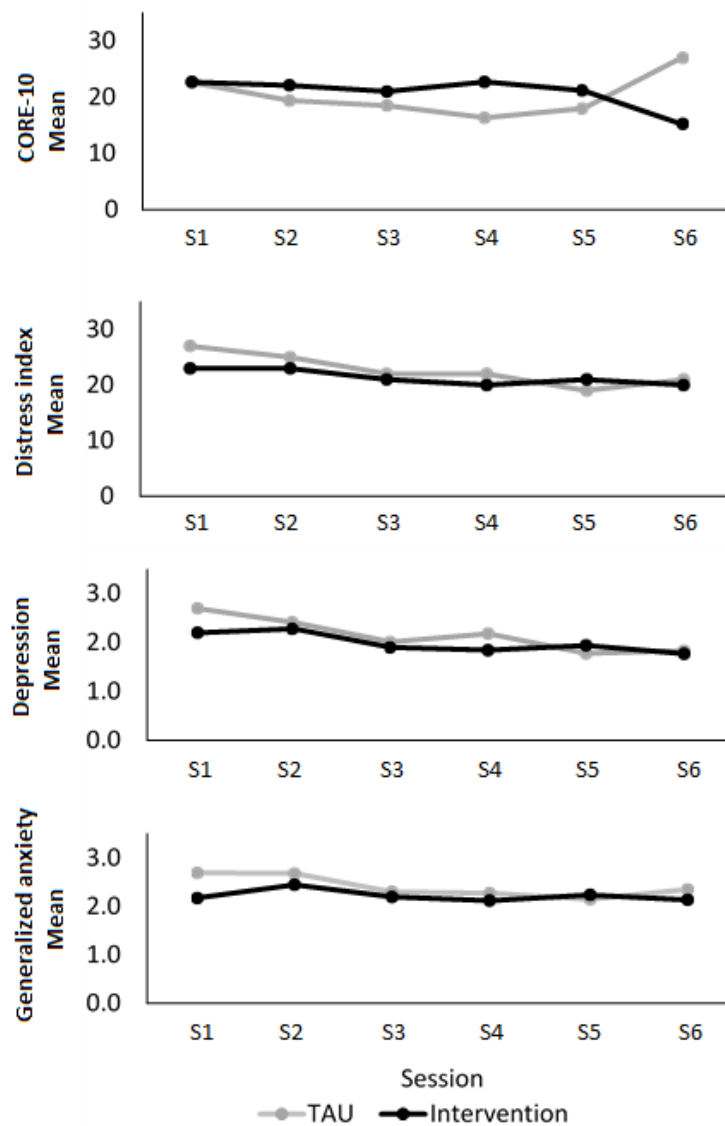 CORE-10
Mean
30
20
10
0
S1 S2 S3 S4 S5 S6
Distress index
Mean
30
20
10
0
S1 S2 S3 S4 S5 S6
Depression
Mean
3.0
2.0
1.0
0.0
S1 S2 S3 S4 S5 S6
Generalized anxiety
Mean
3.0
2.0
1.0
0.0
S1 S2 S3 S4 S5 S6
Session
TAU Intervention